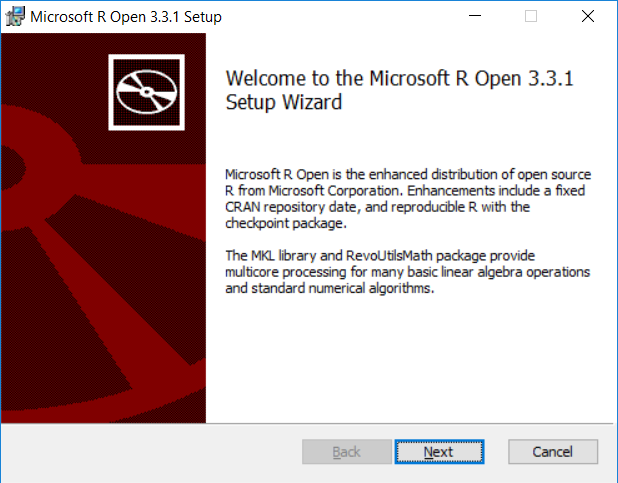 Microsoft R Open 3.3.1 Setup
Welcome to the Microsoft R Open 3.3.1
Setup Wizard
Microsoft R Open is the enhanced distribution of open source
R from Microsoft Corporation. Enhancements include a fixed
CRAN repository date, and reproducible R with the
checkpoint package.
The MKL library and RevoUtilsMath package provide
multicore processing for many basic linear algebra operations
and standard numerical algorithms.
Back Next Cancel